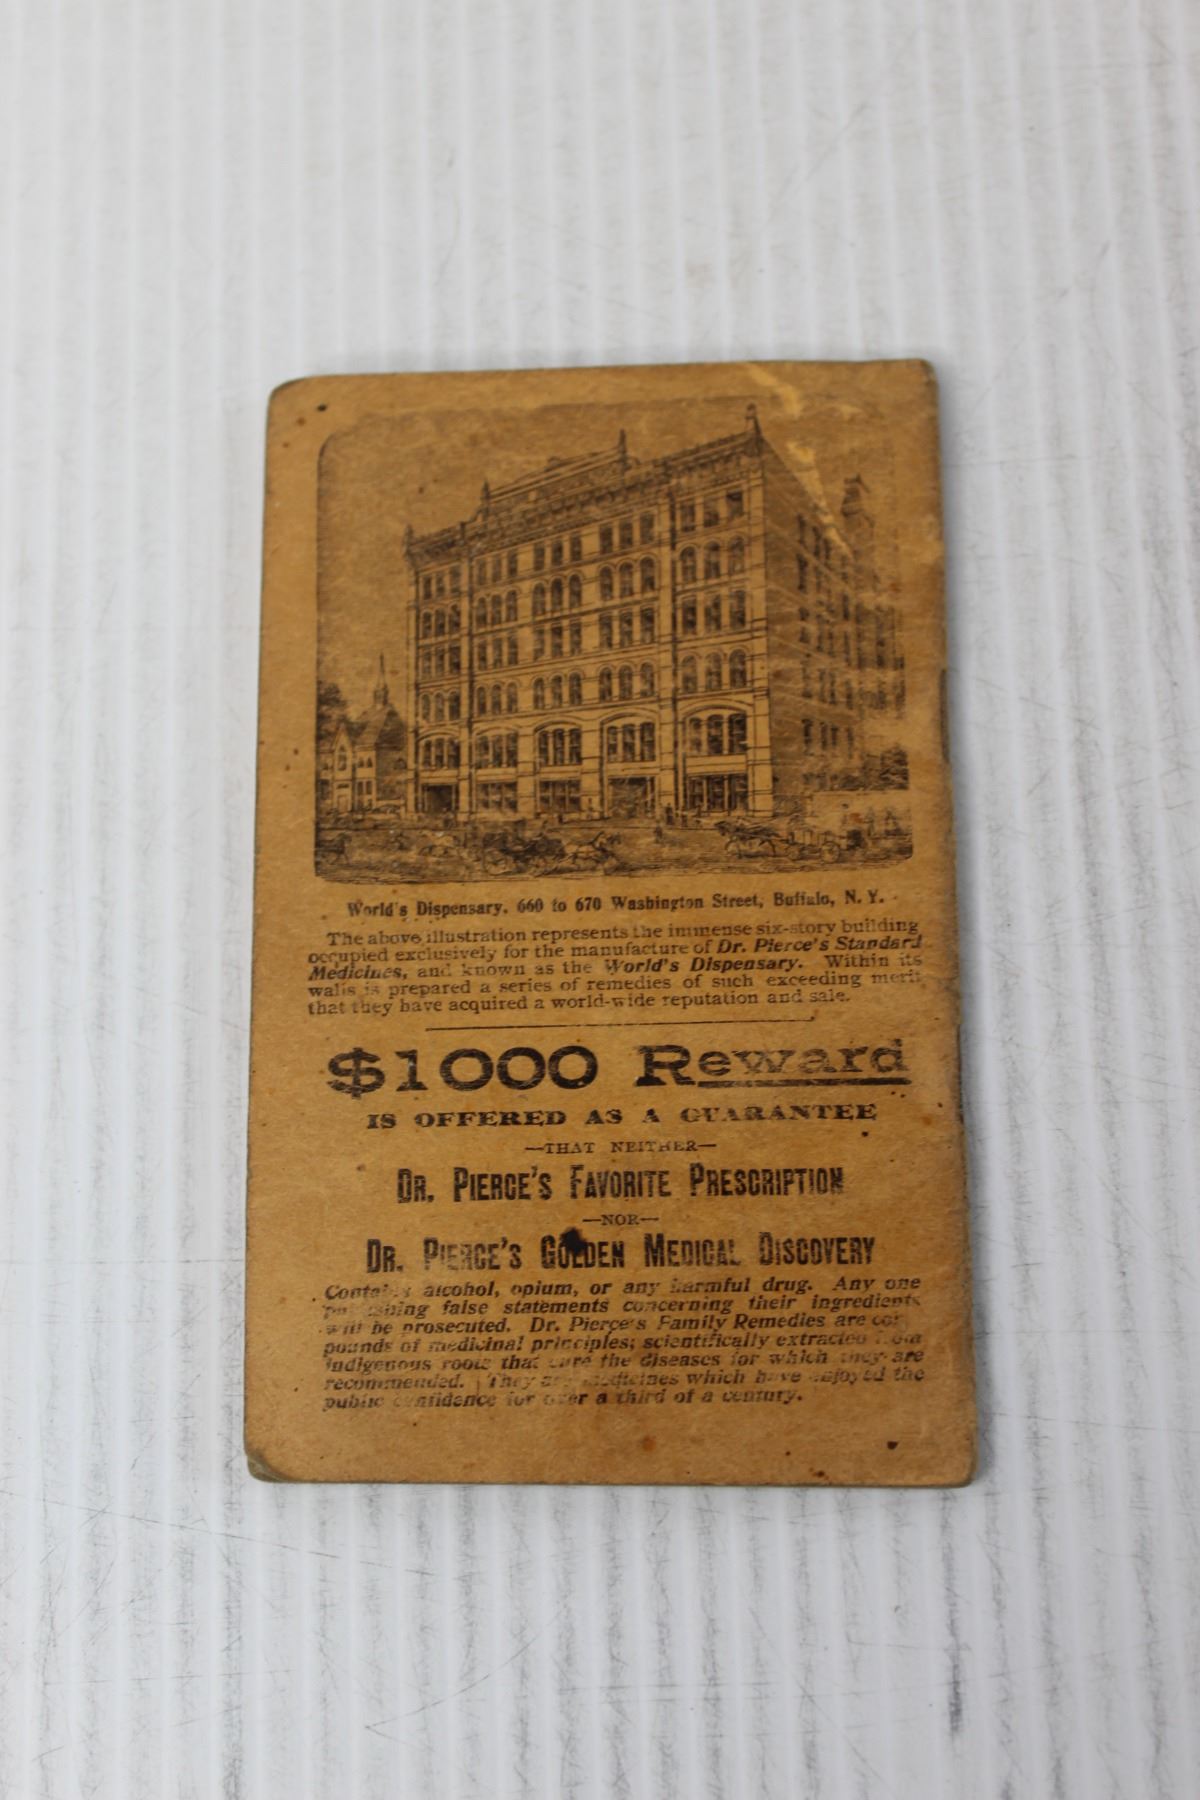 World's Dispensary, 660 to 670 Washington Street, Buffalo, N. Y.
The above illustration represents the immense six-story building
occupied exclusively for the manufacture of Dr. Pierce's Standard
Medicines, and known as the World's Dispensary. Within its
walls is prepared a series of remedies of such exceeding merit
that they have acquired a world-wide reputation and sale.
$1000 Reward
IS OFFERED AS A GUARANTEE
—THAT NEITHER—
DR. PIERCE'S FAVORITE PRESCRIPTION
—NOR—
DR. PIERCE'S GOLDEN MEDICAL DISCOVERY
Contains alcohol, opium, or any harmful drug. Any one
publishing false statements concerning their ingredients
will be prosecuted. Dr. Pierce's Family Remedies are com
pounds of medicinal principles; scientifically extracted from
indigenous roots that cure the diseases for which they are
recommended. They are medicines which have enjoyed the
public confidence for over a third of a century.